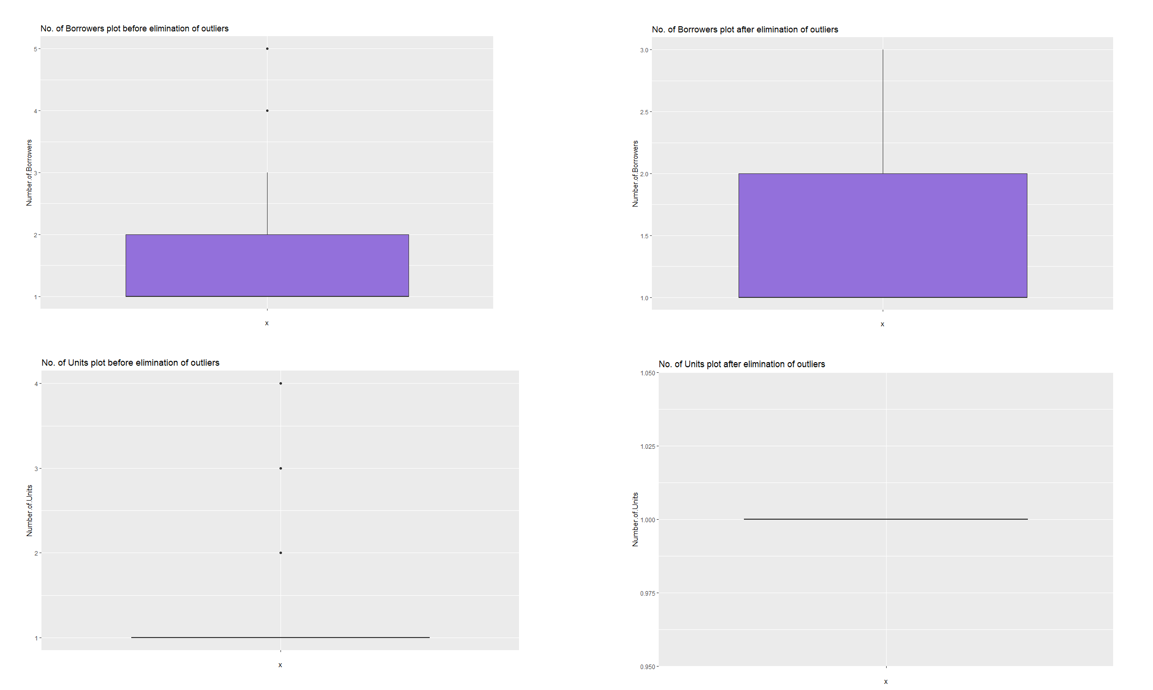 No. of Borrowers plot before elimination of outliers
5
4
3
2
1
Number.of.Borrowers
x
No. of Borrowers plot after elimination of outliers
3.0
2.5
2.0
1.5
1.0
Number.of.Borrowers
x
No. of Units plot before elimination of outliers
4
3
2
1
Number.of.Units
x
No. of Units plot after elimination of outliers
1.050
1.025
1.000
0.975
0.950
Number.of.Units
x